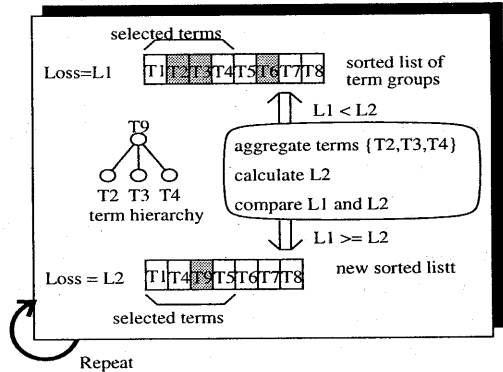 selected terms
Loss=L1
T1 T2 T3 T4 T5 T6 T7 T8
sorted list of
term groups
L1 < L2
T9
T2 T3 T4
term hierarchy
aggregate terms {T2,T3,T4}
calculate L2
compare L1 and L2
L1 >= L2
Loss = L2
T1 T4 T9 T5 T6 T7 T8
new sorted listt
selected terms
Repeat